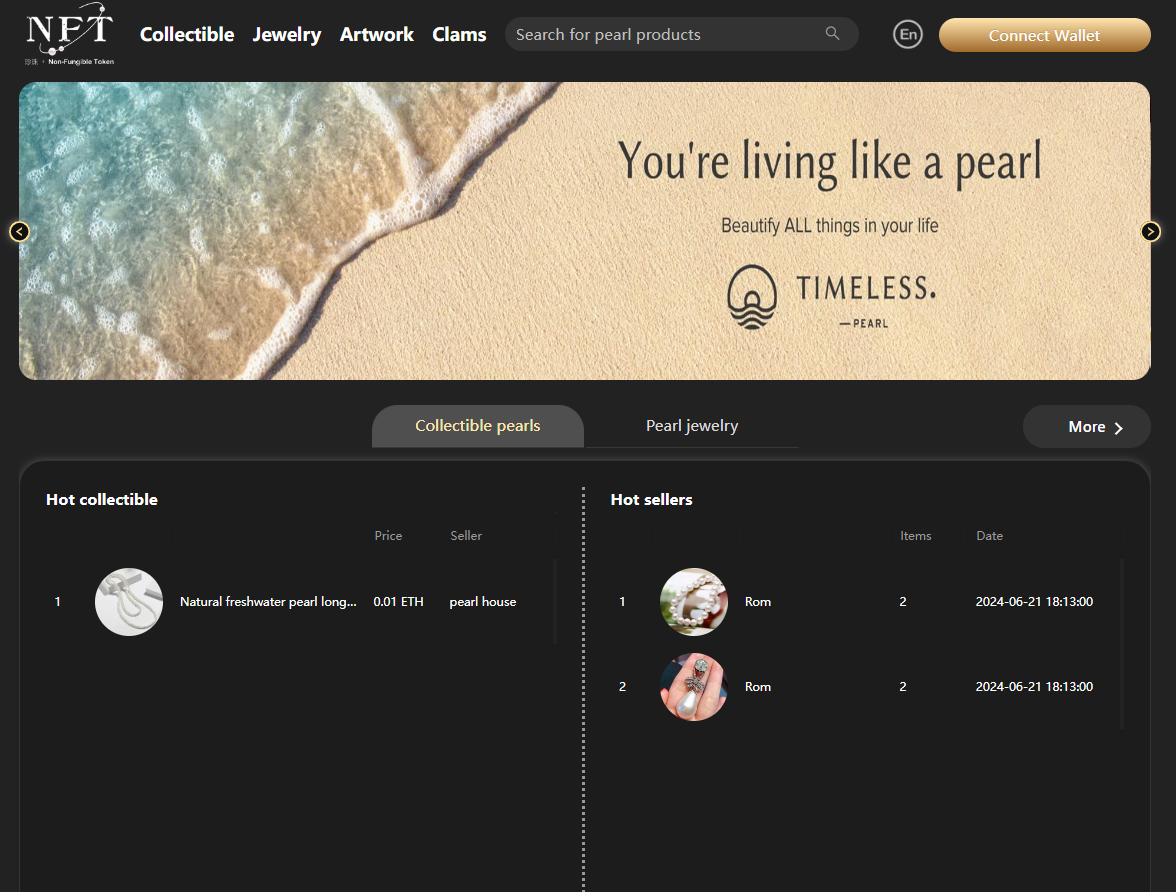 NFT
珍珠 · Non-Fungible Token
Collectible Jewelry Artwork Clams
Search for pearl products
En
Connect Wallet
You're living like a pearl
Beautify ALL things in your life
TIMELESS.
—PEARL
Collectible pearls
Pearl jewelry
More
Hot collectible
Price Seller
1 Natural freshwater pearl long... 0.01 ETH pearl house
Hot sellers
Items Date
1 Rom 2 2024-06-21 18:13:00
2 Rom 2 2024-06-21 18:13:00